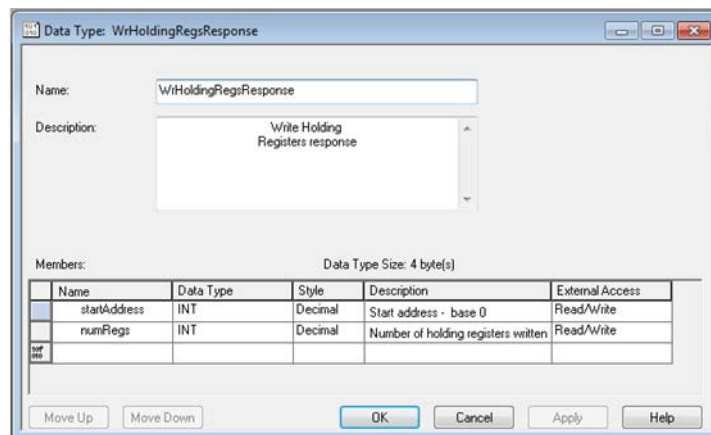 Data Type: WrHoldingRegsResponse
Name:
WrHoldingRegsResponse
Description:
Write Holding
Registers response
Members:
Data Type Size: 4 byte(s)
Name Data Type Style Description External Access
startAddress INT Decimal Start address - base 0 Read/Write
numRegs INT Decimal Number of holding registers written Read/Write
Move Up Move Down OK Cancel Apply Help